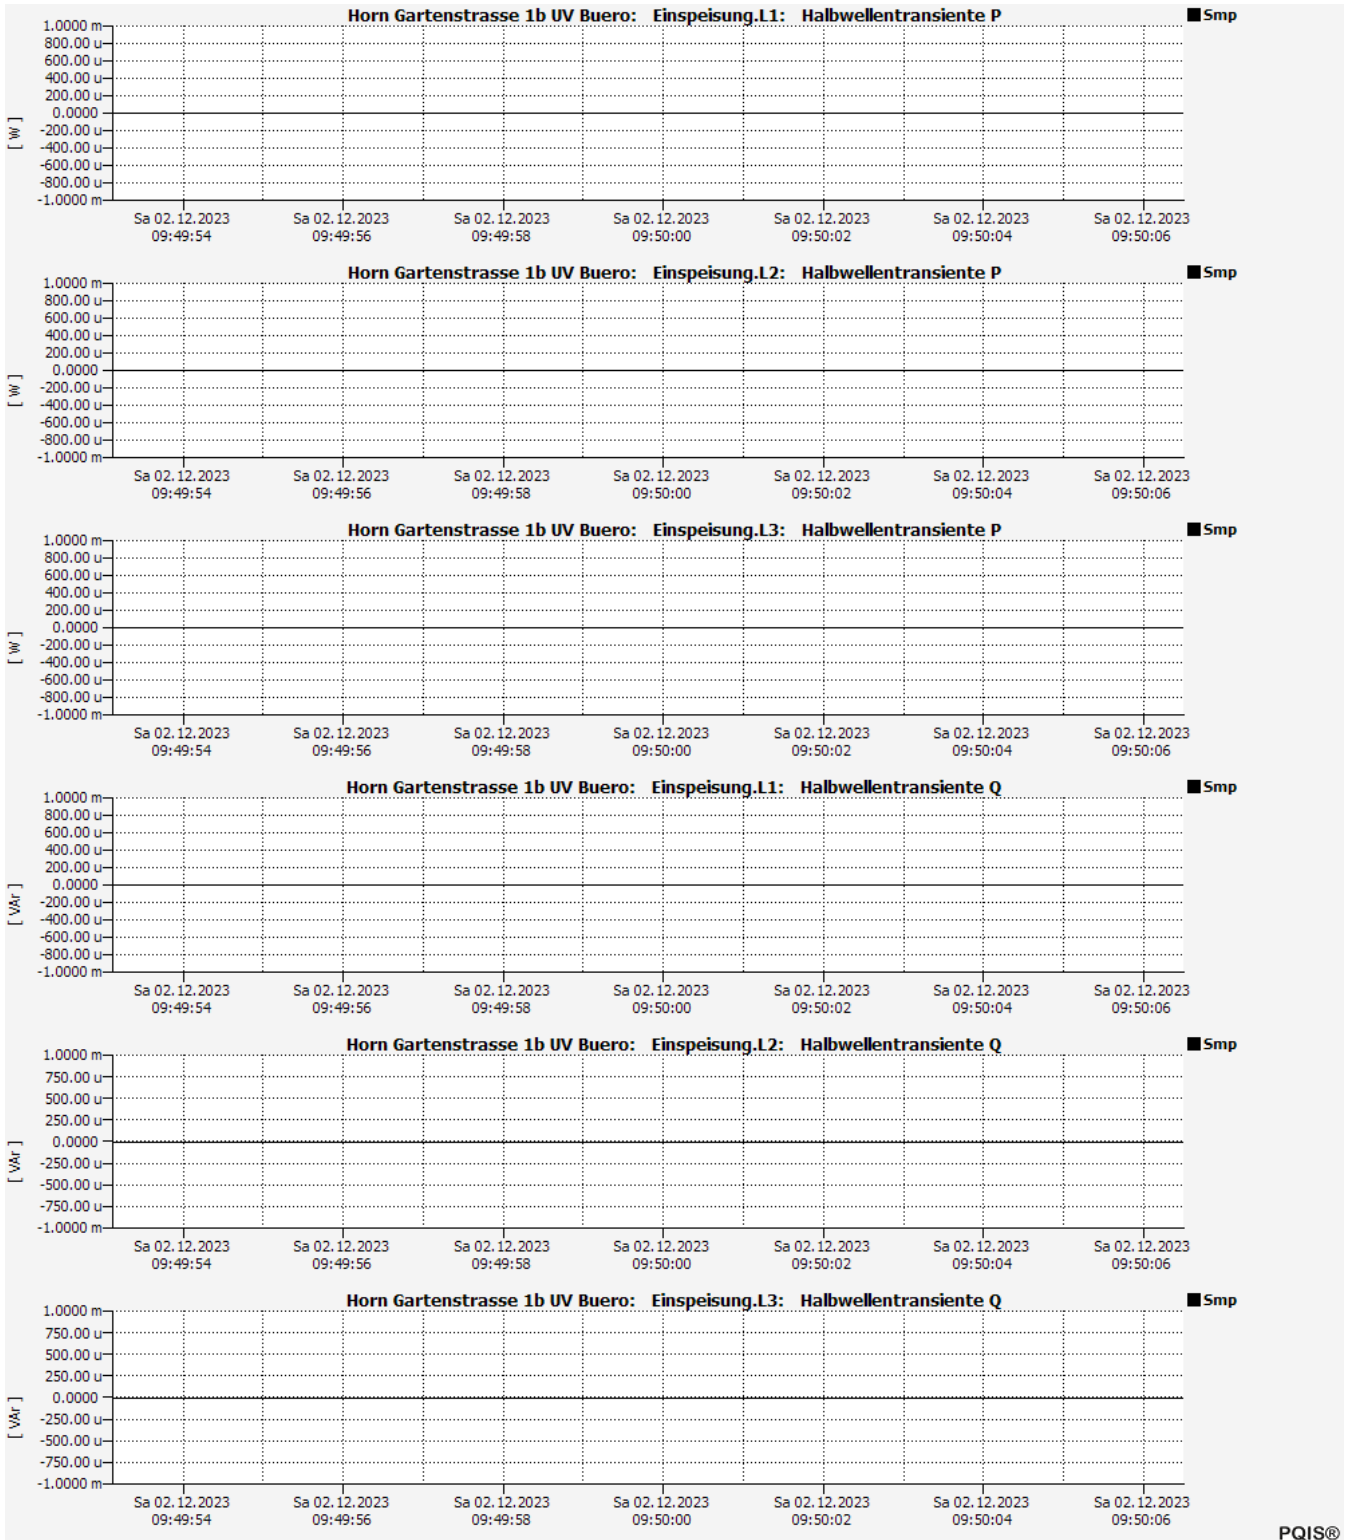 Horn Gartenstrasse 1b UV Buero: Einspeisung.L1: Halbwellentransiente P
Smp
1.0000 m
800.00 u
600.00 u
400.00 u
200.00 u
0.0000
-200.00 u
-400.00 u
-600.00 u
-800.00 u
-1.0000 m
[ W ]
Sa 02.12.2023 Sa 02.12.2023 Sa 02.12.2023 Sa 02.12.2023 Sa 02.12.2023 Sa 02.12.2023 Sa 02.12.2023
09:49:54 09:49:56 09:49:58 09:50:00 09:50:02 09:50:04 09:50:06
Horn Gartenstrasse 1b UV Buero: Einspeisung.L2: Halbwellentransiente P
Smp
1.0000 m
800.00 u
600.00 u
400.00 u
200.00 u
0.0000
-200.00 u
-400.00 u
-600.00 u
-800.00 u
-1.0000 m
[ W ]
Sa 02.12.2023 Sa 02.12.2023 Sa 02.12.2023 Sa 02.12.2023 Sa 02.12.2023 Sa 02.12.2023 Sa 02.12.2023
09:49:54 09:49:56 09:49:58 09:50:00 09:50:02 09:50:04 09:50:06
Horn Gartenstrasse 1b UV Buero: Einspeisung.L3: Halbwellentransiente P
Smp
1.0000 m
800.00 u
600.00 u
400.00 u
200.00 u
0.0000
-200.00 u
-400.00 u
-600.00 u
-800.00 u
-1.0000 m
[ W ]
Sa 02.12.2023 Sa 02.12.2023 Sa 02.12.2023 Sa 02.12.2023 Sa 02.12.2023 Sa 02.12.2023 Sa 02.12.2023
09:49:54 09:49:56 09:49:58 09:50:00 09:50:02 09:50:04 09:50:06
Horn Gartenstrasse 1b UV Buero: Einspeisung.L1: Halbwellentransiente Q
Smp
1.0000 m
800.00 u
600.00 u
400.00 u
200.00 u
0.0000
-200.00 u
-400.00 u
-600.00 u
-800.00 u
-1.0000 m
[ VAr ]
Sa 02.12.2023 Sa 02.12.2023 Sa 02.12.2023 Sa 02.12.2023 Sa 02.12.2023 Sa 02.12.2023 Sa 02.12.2023
09:49:54 09:49:56 09:49:58 09:50:00 09:50:02 09:50:04 09:50:06
Horn Gartenstrasse 1b UV Buero: Einspeisung.L2: Halbwellentransiente Q
Smp
1.0000 m
750.00 u
500.00 u
250.00 u
0.0000
-250.00 u
-500.00 u
-750.00 u
-1.0000 m
[ VAr ]
Sa 02.12.2023 Sa 02.12.2023 Sa 02.12.2023 Sa 02.12.2023 Sa 02.12.2023 Sa 02.12.2023 Sa 02.12.2023
09:49:54 09:49:56 09:49:58 09:50:00 09:50:02 09:50:04 09:50:06
Horn Gartenstrasse 1b UV Buero: Einspeisung.L3: Halbwellentransiente Q
Smp
1.0000 m
750.00 u
500.00 u
250.00 u
0.0000
-250.00 u
-500.00 u
-750.00 u
-1.0000 m
[ VAr ]
Sa 02.12.2023 Sa 02.12.2023 Sa 02.12.2023 Sa 02.12.2023 Sa 02.12.2023 Sa 02.12.2023 Sa 02.12.2023
09:49:54 09:49:56 09:49:58 09:50:00 09:50:02 09:50:04 09:50:06
PQIS®